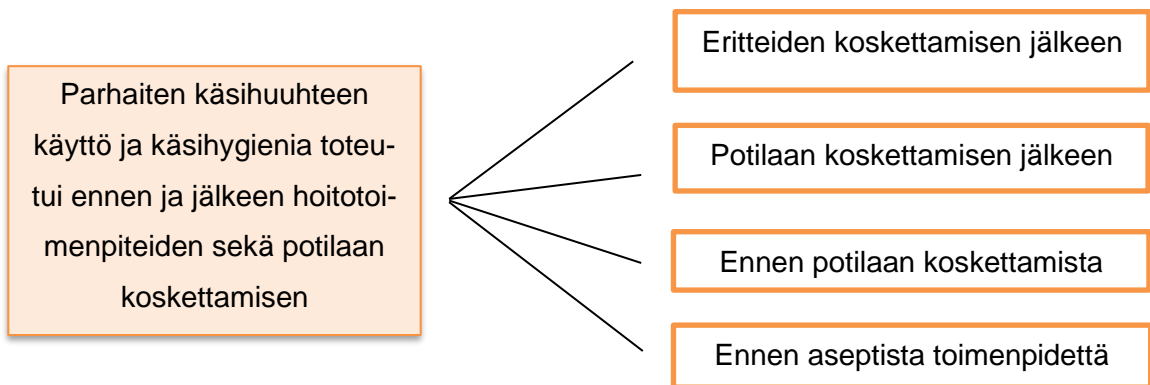 Parhaiten käsihuuhteen
käyttö ja käsihygienia toteu-
tui ennen ja jälkeen hoitotoi-
menpiteiden sekä potilaan
koskettamisen
Eritteiden koskettamisen jälkeen
Potilaan koskettamisen jälkeen
Ennen potilaan koskettamista
Ennen aseptista toimenpidettä